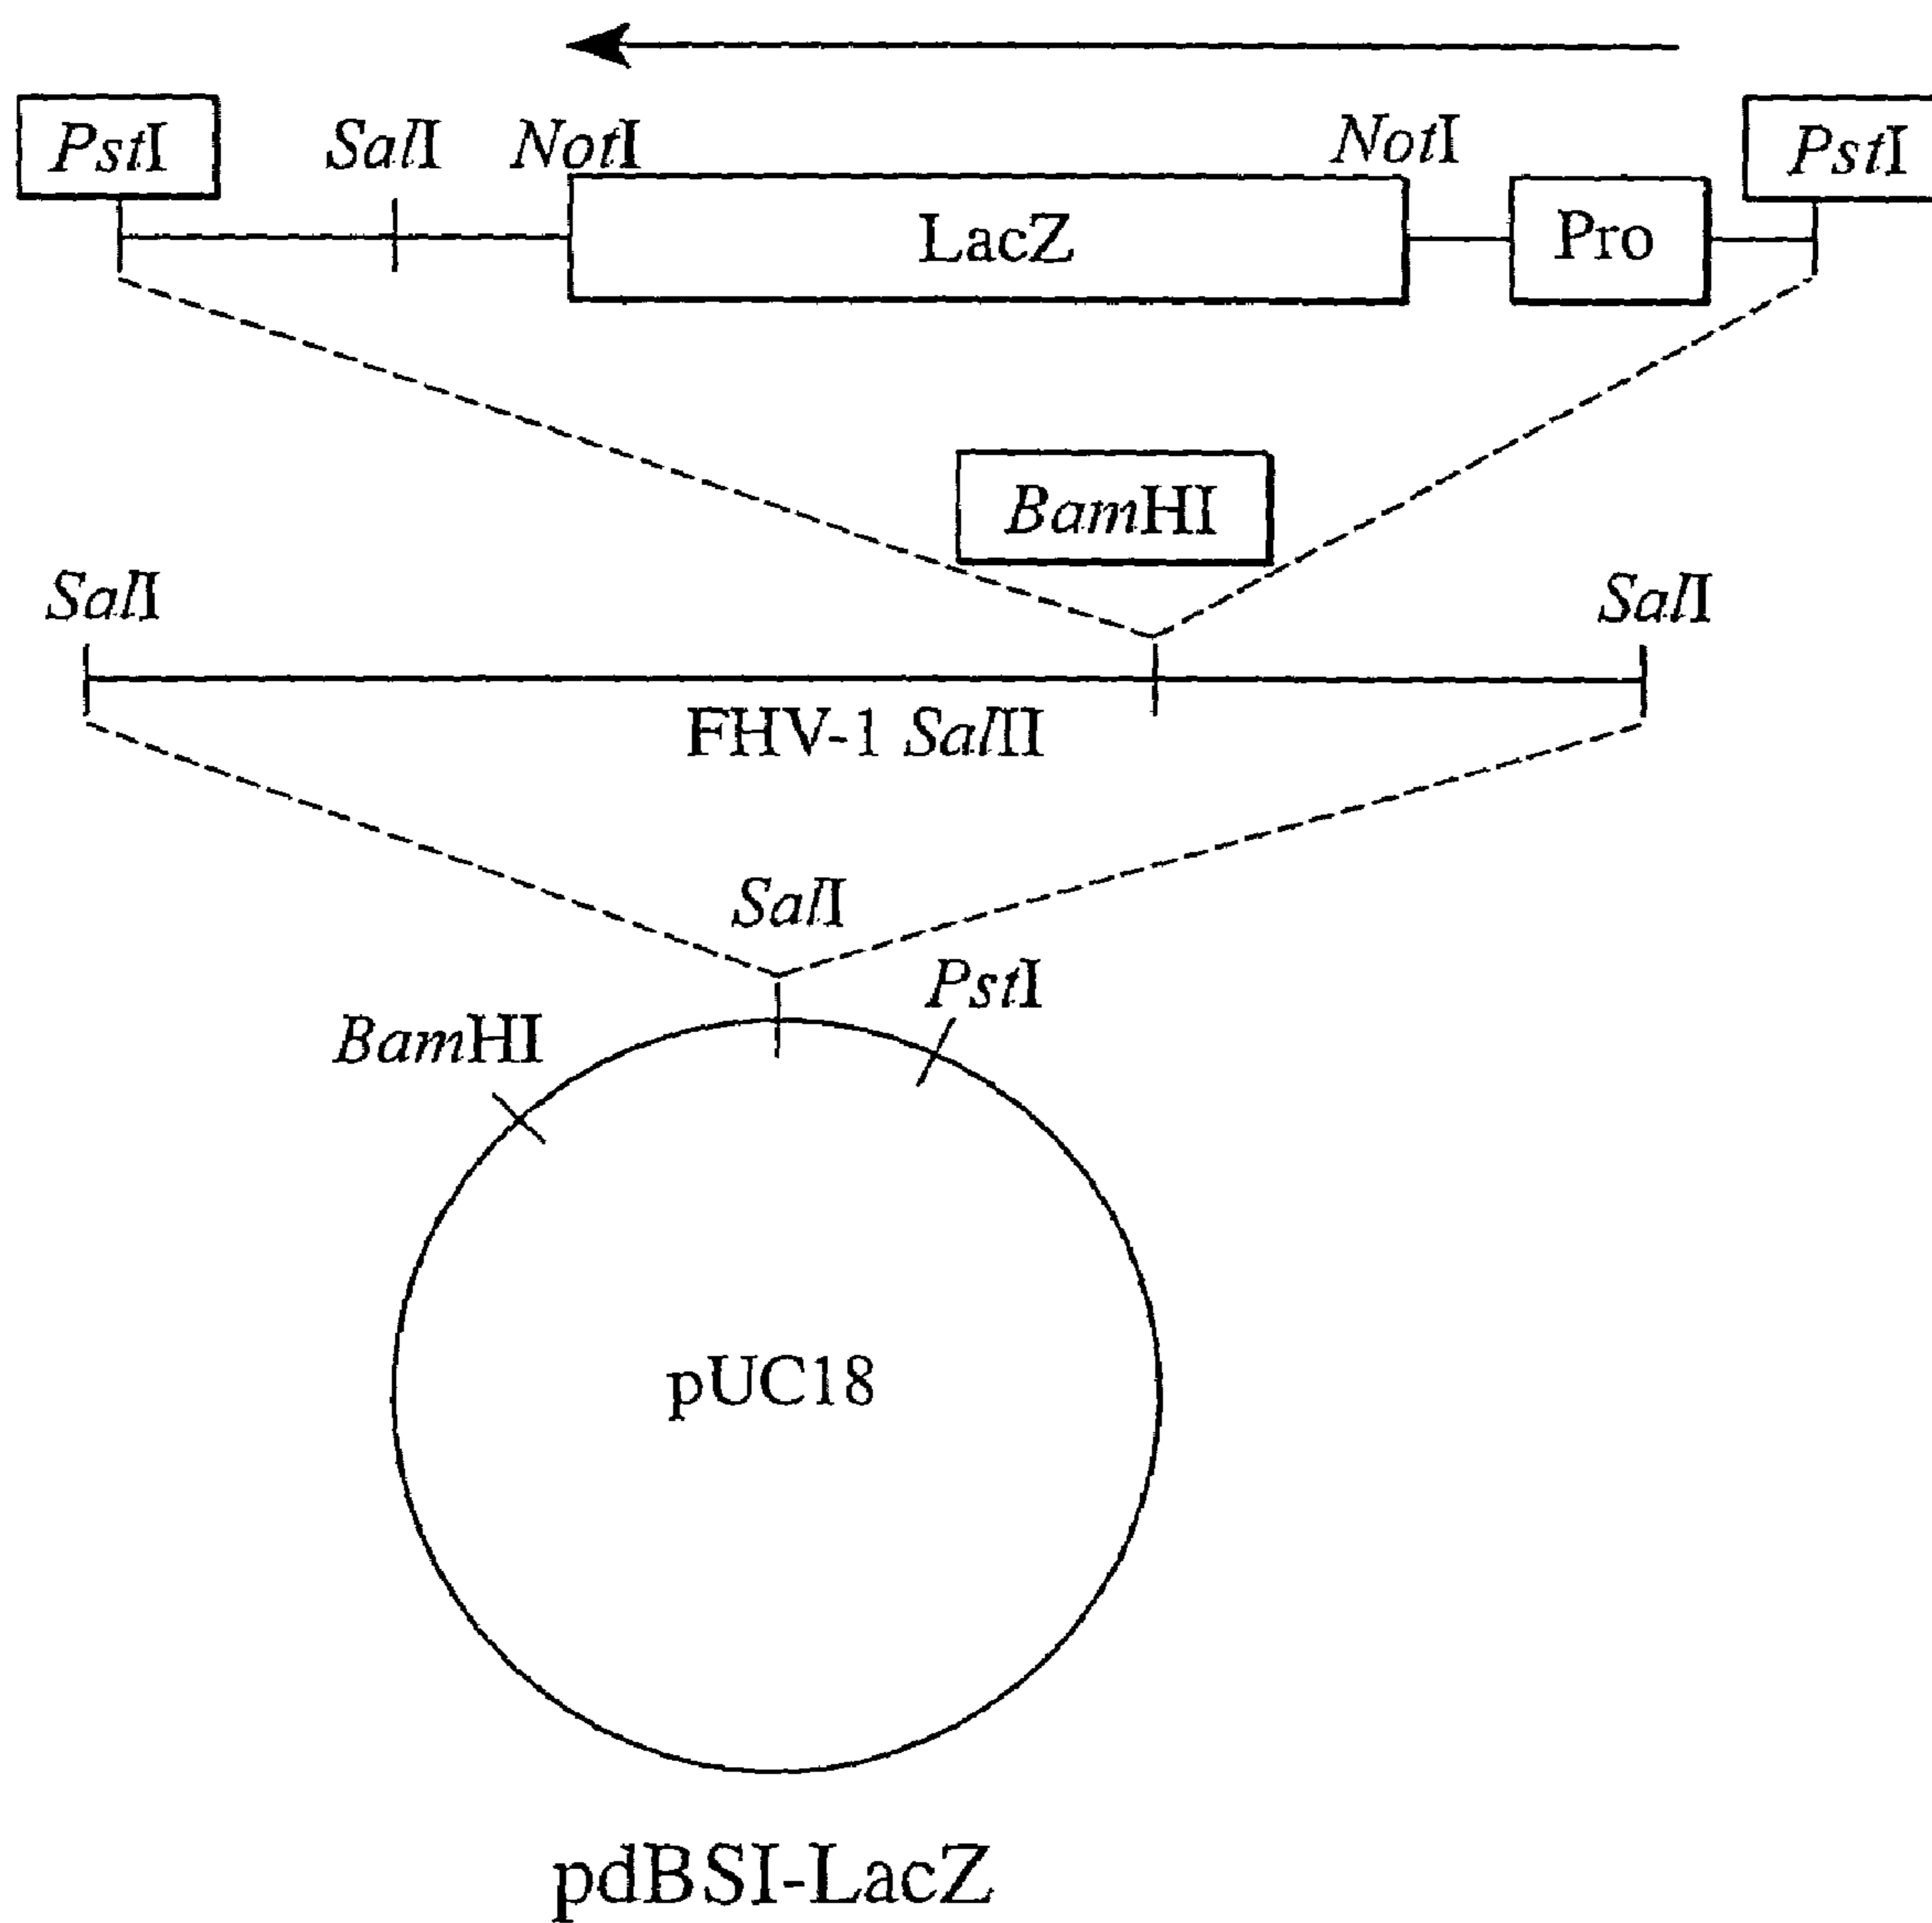 PstI
SalI
NotI
NotI
PstI
LacZ
Pro
BamHI
SalI
SalI
FHV-1 SalII
SalI
PstI
BamHI
pUC18
pdBSI-LacZ